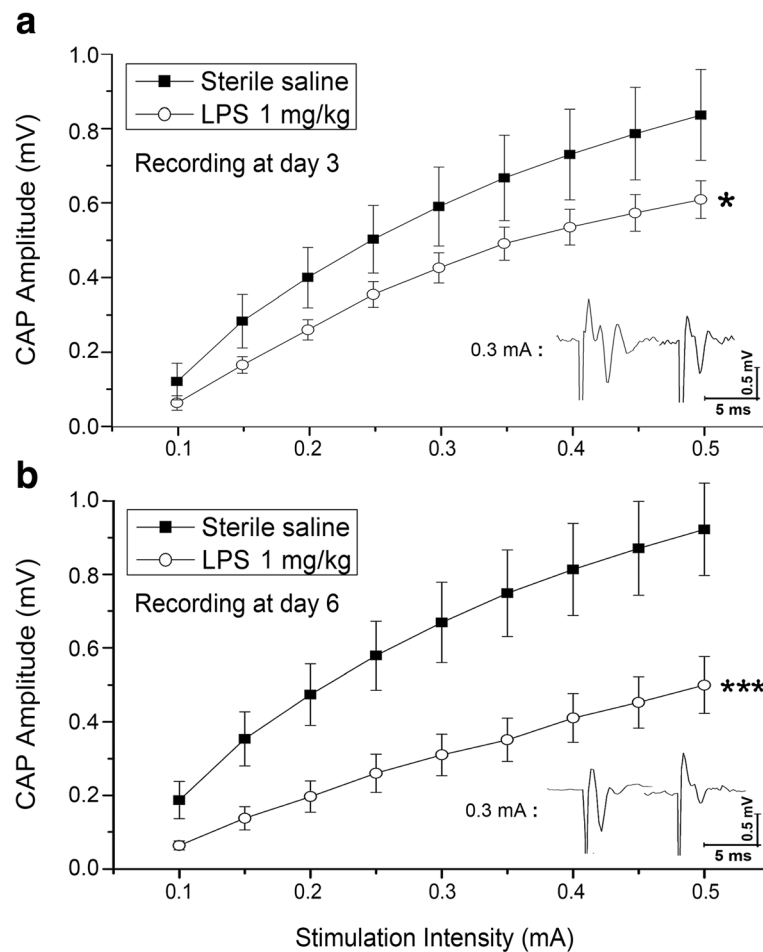 a
1.0
0.8
0.6
0.4
0.2
0.0
CAP Amplitude (mV)
Sterile saline
LPS 1 mg/kg
Recording at day 3
*
0.3 mA :
0.5 mV
5 ms
0.1 0.2 0.3 0.4 0.5
b
1.0
0.8
0.6
0.4
0.2
0.0
CAP Amplitude (mV)
Sterile saline
LPS 1 mg/kg
Recording at day 6
***
0.3 mA :
0.5 mV
5 ms
0.1 0.2 0.3 0.4 0.5
Stimulation Intensity (mA)